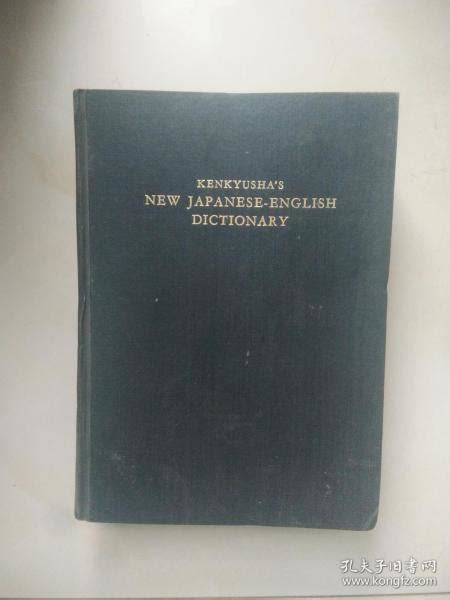 KENKYUSHA'S
NEW JAPANESE-ENGLISH
DICTIONARY
孔夫子旧书网
www.kongfz.com